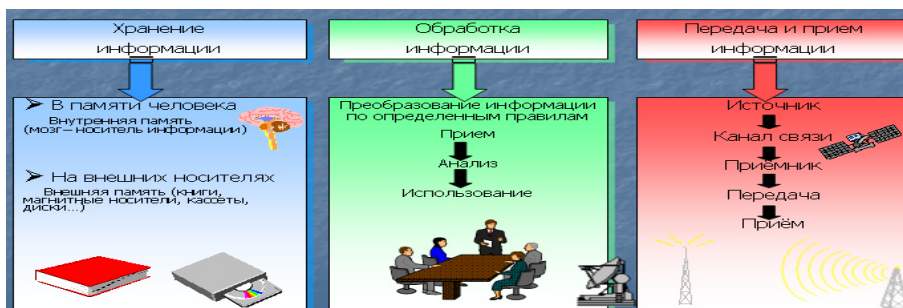 Хранение
информации
➤ В памяти человека
Внутренняя память
(мозг – носитель информации)
➤ На внешних носителях
Внешняя память (книги,
магнитные носители, кассеты,
диски...)
Обработка
информации
Преобразование информации
по определенным правилам
Прием
Анализ
Использование
Передача и прием
информации
Источник
Канал связи
Приёмник
Передача
Приём